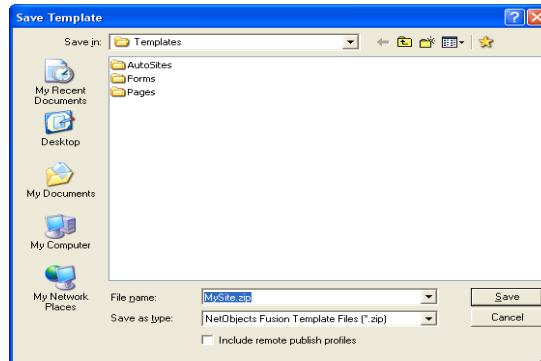 Save Template
Save in:
Templates
AutoSites
Forms
Pages
My Recent
Documents
Desktop
My Documents
My Computer
My Network
Places
File name:
MySite.zip
Save
Save as type:
NetObjects Fusion Template Files (*.zip)
Cancel
Include remote publish profiles